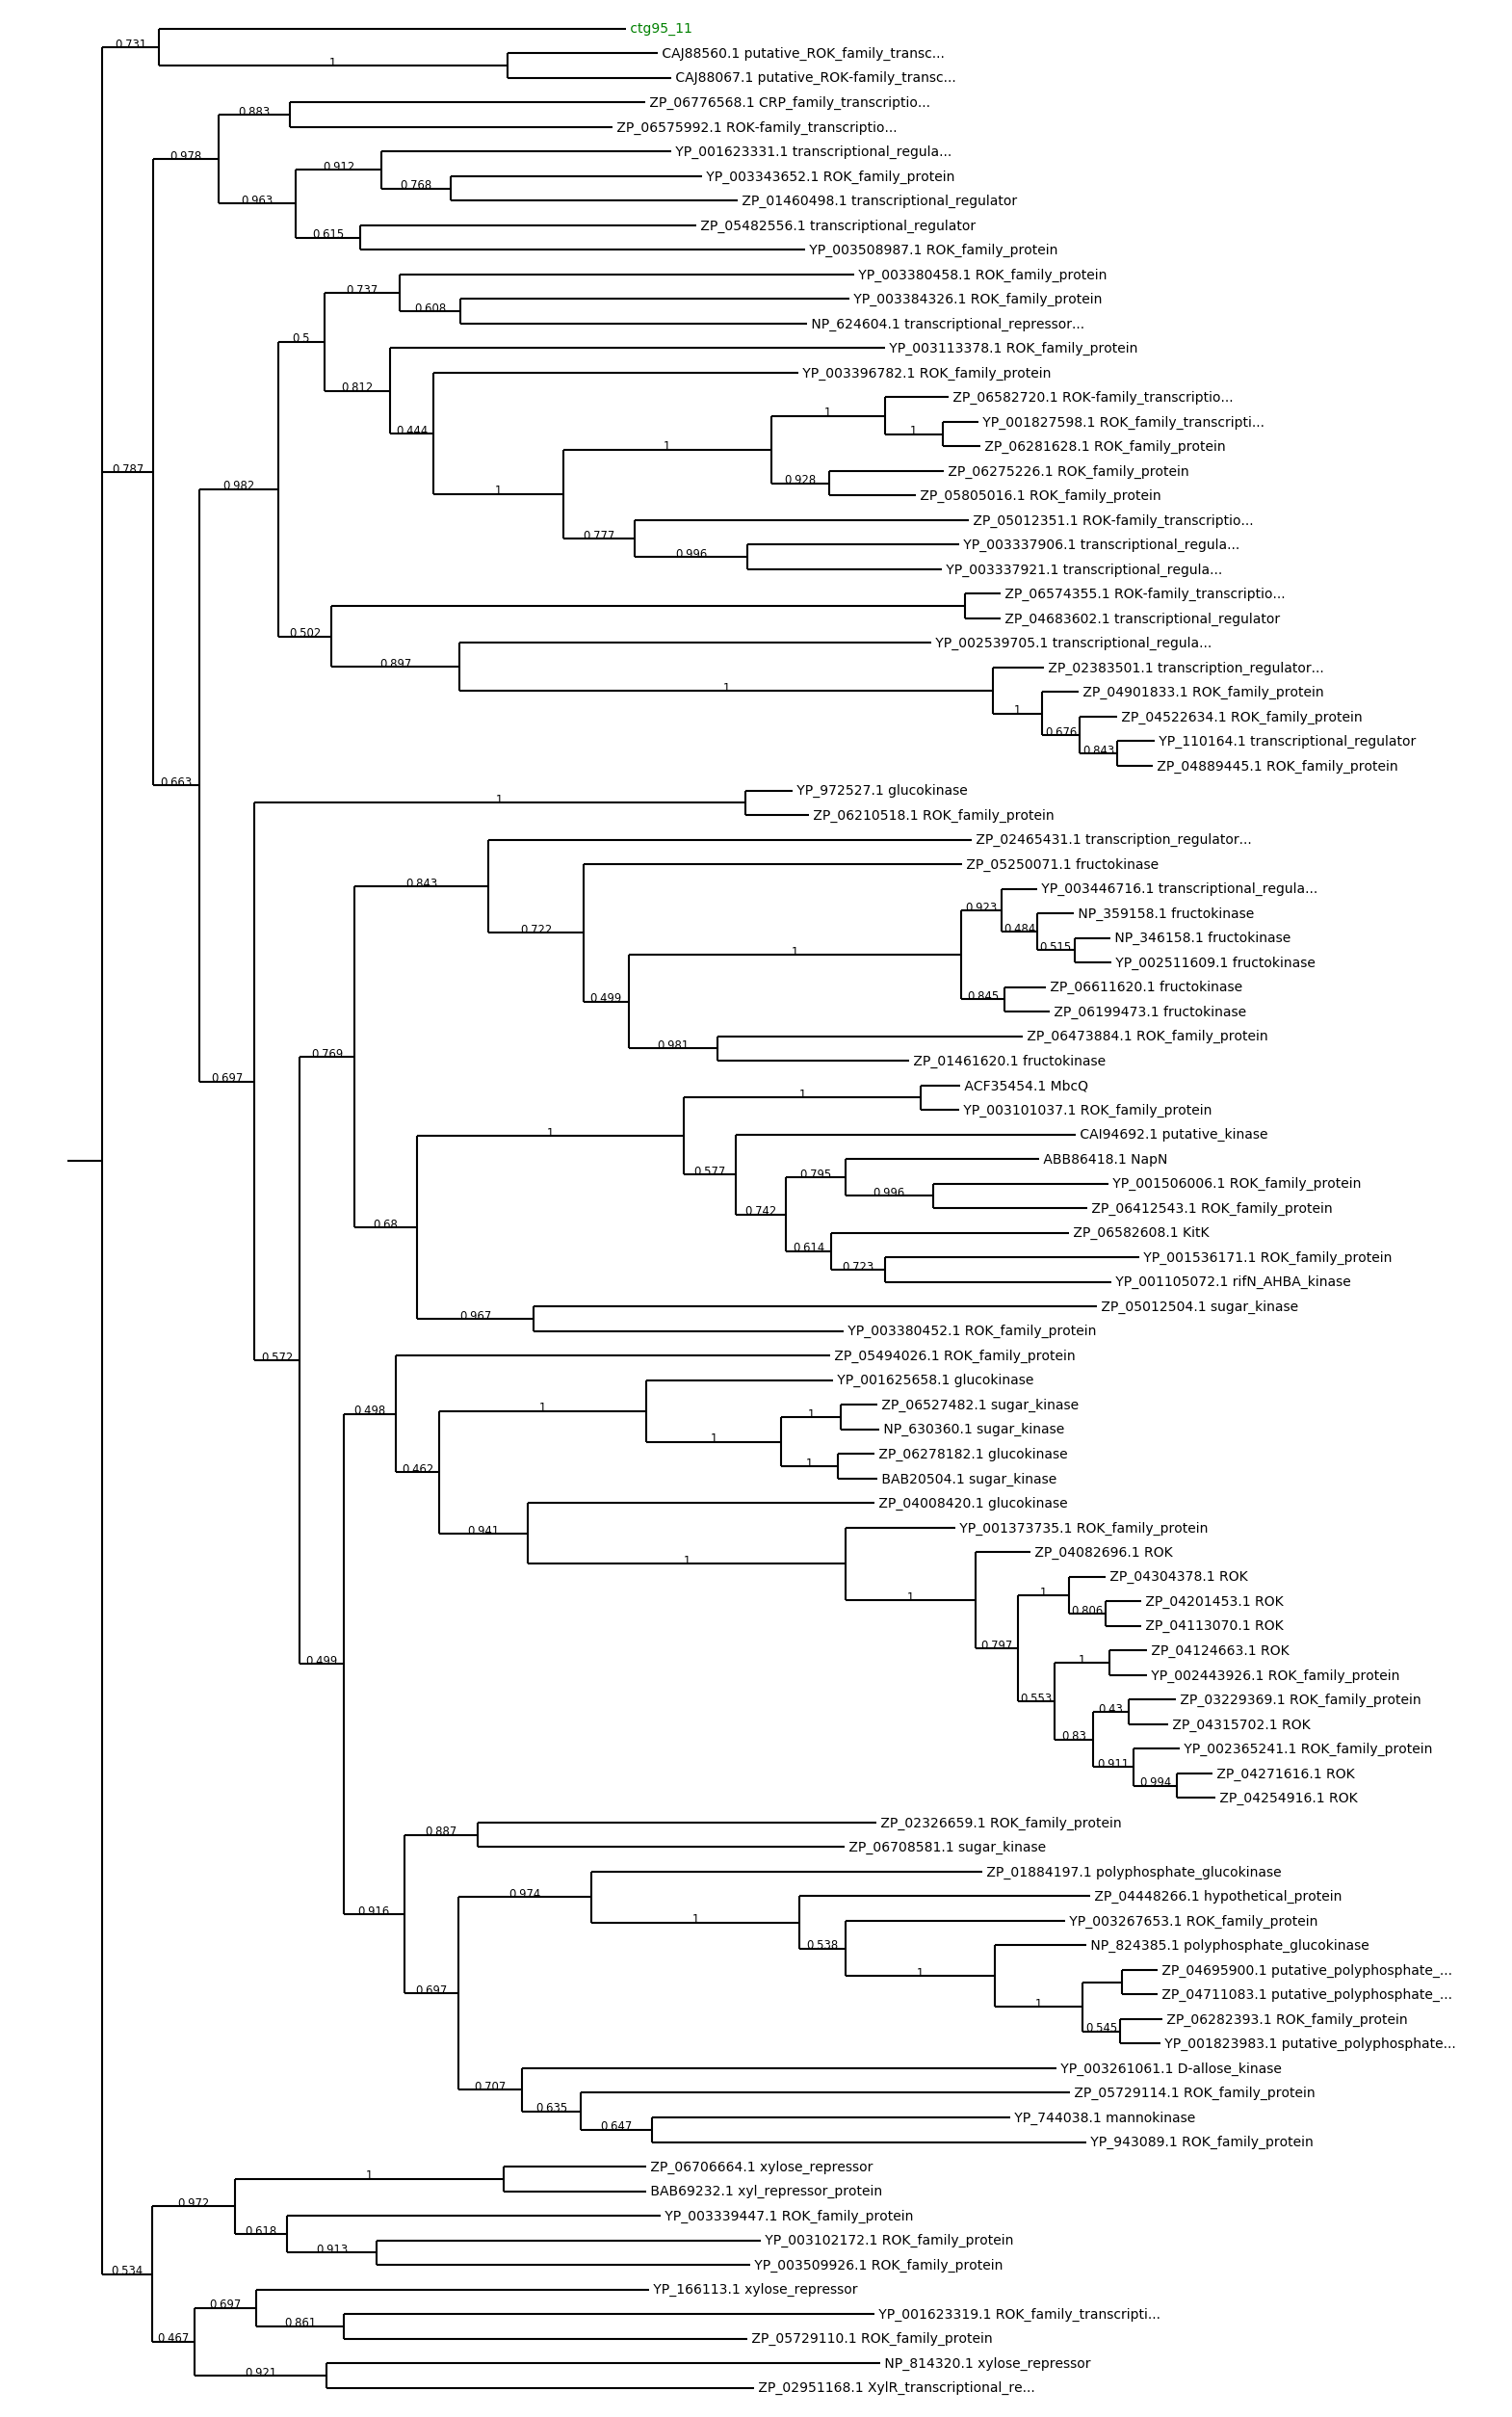 ctg95_11
0.731
CAJ88560.1 putative_ROK_family_transc...
1
CAJ88067.1 putative_ROK-family_transc...
ZP_06776568.1 CRP_family_transcriptio...
0.883
ZP_06575992.1 ROK-family_transcriptio...
0.978
YP_001623331.1 transcriptional_regula...
0.912
YP_003343652.1 ROK_family_protein
0.768
ZP_01460498.1 transcriptional_regulator
0.963
ZP_05482556.1 transcriptional_regulator
0.615
YP_003508987.1 ROK_family_protein
YP_003380458.1 ROK_family_protein
0.737
YP_003384326.1 ROK_family_protein
0.608
NP_624604.1 transcriptional_repressor...
0.5
YP_003113378.1 ROK_family_protein
YP_003396782.1 ROK_family_protein
0.812
ZP_06582720.1 ROK-family_transcriptio...
1
YP_001827598.1 ROK_family_transcripti...
0.444
1
ZP_06281628.1 ROK_family_protein
1
0.787
ZP_06275226.1 ROK_family_protein
0.928
0.982
1
ZP_05805016.1 ROK_family_protein
ZP_05012351.1 ROK-family_transcriptio...
0.777
YP_003337906.1 transcriptional_regula...
0.996
YP_003337921.1 transcriptional_regula...
ZP_06574355.1 ROK-family_transcriptio...
ZP_04683602.1 transcriptional_regulator
0.502
YP_002539705.1 transcriptional_regula...
0.897
ZP_02383501.1 transcription_regulator...
1
ZP_04901833.1 ROK_family_protein
1
ZP_04522634.1 ROK_family_protein
0.676
YP_110164.1 transcriptional_regulator
0.843
ZP_04889445.1 ROK_family_protein
0.663
YP_972527.1 glucokinase
1
ZP_06210518.1 ROK_family_protein
ZP_02465431.1 transcription_regulator...
ZP_05250071.1 fructokinase
0.843
YP_003446716.1 transcriptional_regula...
0.923
NP_359158.1 fructokinase
0.722
0.484
NP_346158.1 fructokinase
0.515
1
YP_002511609.1 fructokinase
ZP_06611620.1 fructokinase
0.499
0.845
ZP_06199473.1 fructokinase
ZP_06473884.1 ROK_family_protein
0.981
0.769
ZP_01461620.1 fructokinase
0.697
ACF35454.1 MbcQ
1
YP_003101037.1 ROK_family_protein
1
CAI94692.1 putative_kinase
ABB86418.1 NapN
0.577
0.795
YP_001506006.1 ROK_family_protein
0.996
ZP_06412543.1 ROK_family_protein
0.742
0.68
ZP_06582608.1 KitK
0.614
YP_001536171.1 ROK_family_protein
0.723
YP_001105072.1 rifN_AHBA_kinase
ZP_05012504.1 sugar_kinase
0.967
YP_003380452.1 ROK_family_protein
0.572
ZP_05494026.1 ROK_family_protein
YP_001625658.1 glucokinase
0.498
1
ZP_06527482.1 sugar_kinase
1
NP_630360.1 sugar_kinase
1
ZP_06278182.1 glucokinase
0.462
1
BAB20504.1 sugar_kinase
ZP_04008420.1 glucokinase
0.941
YP_001373735.1 ROK_family_protein
1
ZP_04082696.1 ROK
ZP_04304378.1 ROK
1
1
ZP_04201453.1 ROK
0.806
ZP_04113070.1 ROK
0.797
ZP_04124663.1 ROK
0.499
1
YP_002443926.1 ROK_family_protein
0.553
ZP_03229369.1 ROK_family_protein
0.43
ZP_04315702.1 ROK
0.83
YP_002365241.1 ROK_family_protein
0.911
ZP_04271616.1 ROK
0.994
ZP_04254916.1 ROK
ZP_02326659.1 ROK_family_protein
0.887
ZP_06708581.1 sugar_kinase
ZP_01884197.1 polyphosphate_glucokinase
0.974
ZP_04448266.1 hypothetical_protein
0.916
1
YP_003267653.1 ROK_family_protein
0.538
NP_824385.1 polyphosphate_glucokinase
1
ZP_04695900.1 putative_polyphosphate_...
0.697
ZP_04711083.1 putative_polyphosphate_...
1
ZP_06282393.1 ROK_family_protein
0.545
YP_001823983.1 putative_polyphosphate...
YP_003261061.1 D-allose_kinase
0.707
ZP_05729114.1 ROK_family_protein
0.635
YP_744038.1 mannokinase
0.647
YP_943089.1 ROK_family_protein
ZP_06706664.1 xylose_repressor
1
BAB69232.1 xyl_repressor_protein
0.972
YP_003339447.1 ROK_family_protein
0.618
YP_003102172.1 ROK_family_protein
0.913
YP_003509926.1 ROK_family_protein
0.534
YP_166113.1 xylose_repressor
0.697
YP_001623319.1 ROK_family_transcripti...
0.861
ZP_05729110.1 ROK_family_protein
0.467
NP_814320.1 xylose_repressor
0.921
ZP_02951168.1 XylR_transcriptional_re...